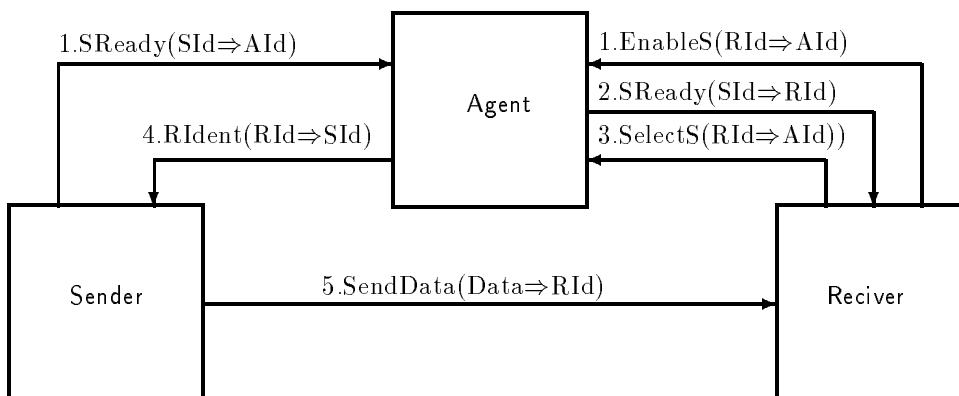 1.SReady(SId⇒AId)
1.EnableS(RId⇒AId)
2.SReady(SId⇒RId)
Agent
4.RIdent(RId⇒SId)
3.SelectS(RId⇒AId))
5.SendData(Data⇒RId)
Sender
Reciver